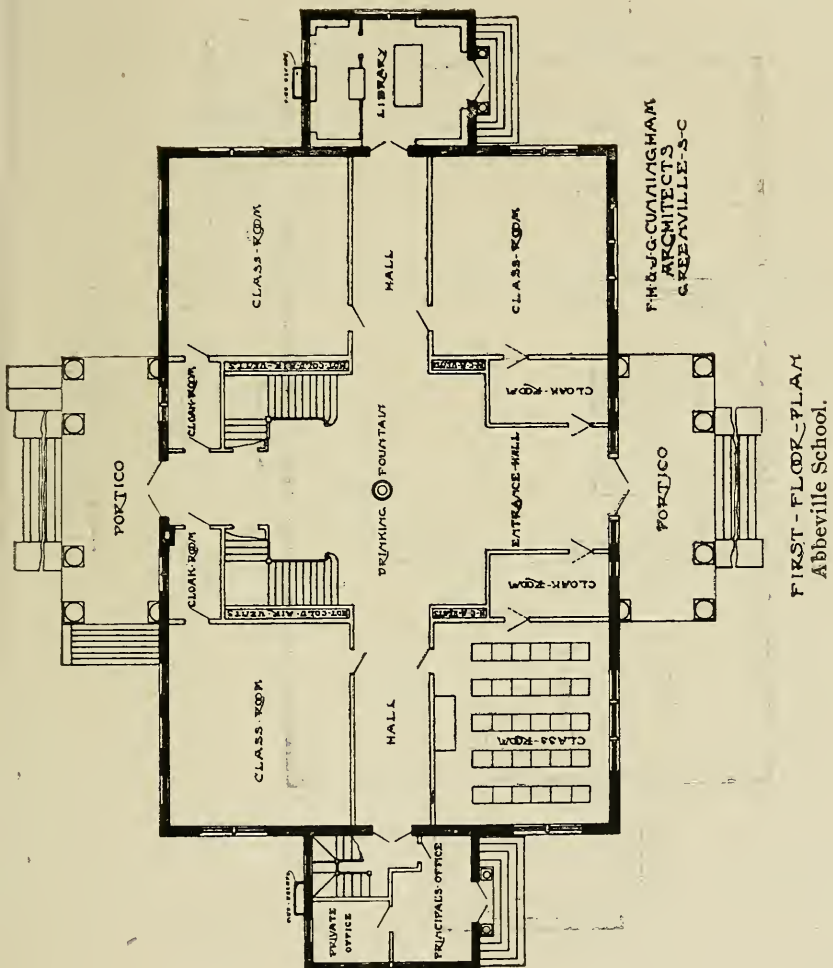 PORTICO
CLASS-ROOM
CLOAK-ROOM
CLOAK-ROOM
CLASS-ROOM
HOT-COLD-AIR-VENTS
HOT-COLD-AIR-VENTS
PRIVATE
OFFICE
PRINCIPALS-OFFICE
HALL
DRINKING FOUNTAIN
HALL
LIBRARY
H-C-A-VENTS
H-C-A-VENTS
CLASS-ROOM
CLOAK-ROOM
ENTRANCE-HALL
CLOAK-ROOM
CLASS-ROOM
PORTICO
F-H-&-J-G-CUNNINGHAM
ARCHITECTS
GREENVILLE-S-C
FIRST-FLOOR-PLAN
Abbeville School.